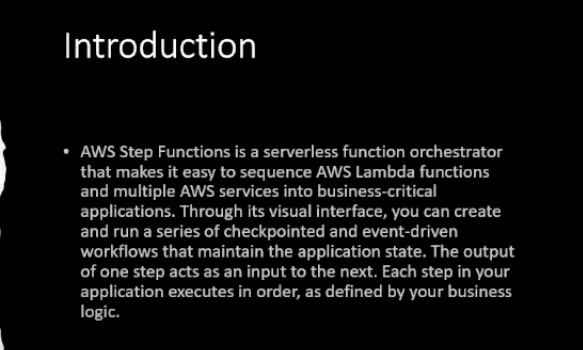 Introduction
• AWS Step Functions is a serverless function orchestrator
that makes it easy to sequence AWS Lambda functions
and multiple AWS services into business-critical
applications. Through its visual interface, you can create
and run a series of checkpointed and event-driven
workflows that maintain the application state. The output
of one step acts as an input to the next. Each step in your
application executes in order, as defined by your business
logic.